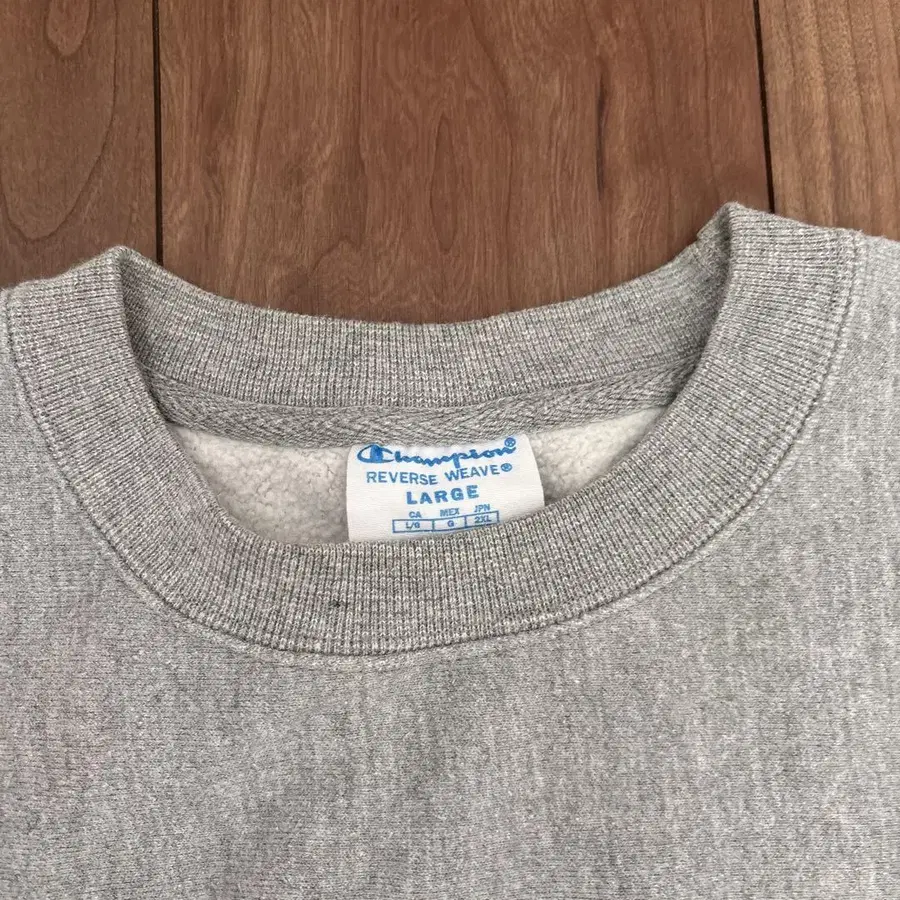 Champion®
REVERSE WEAVE®
LARGE
CA MEX JPN
L/G G 2XL